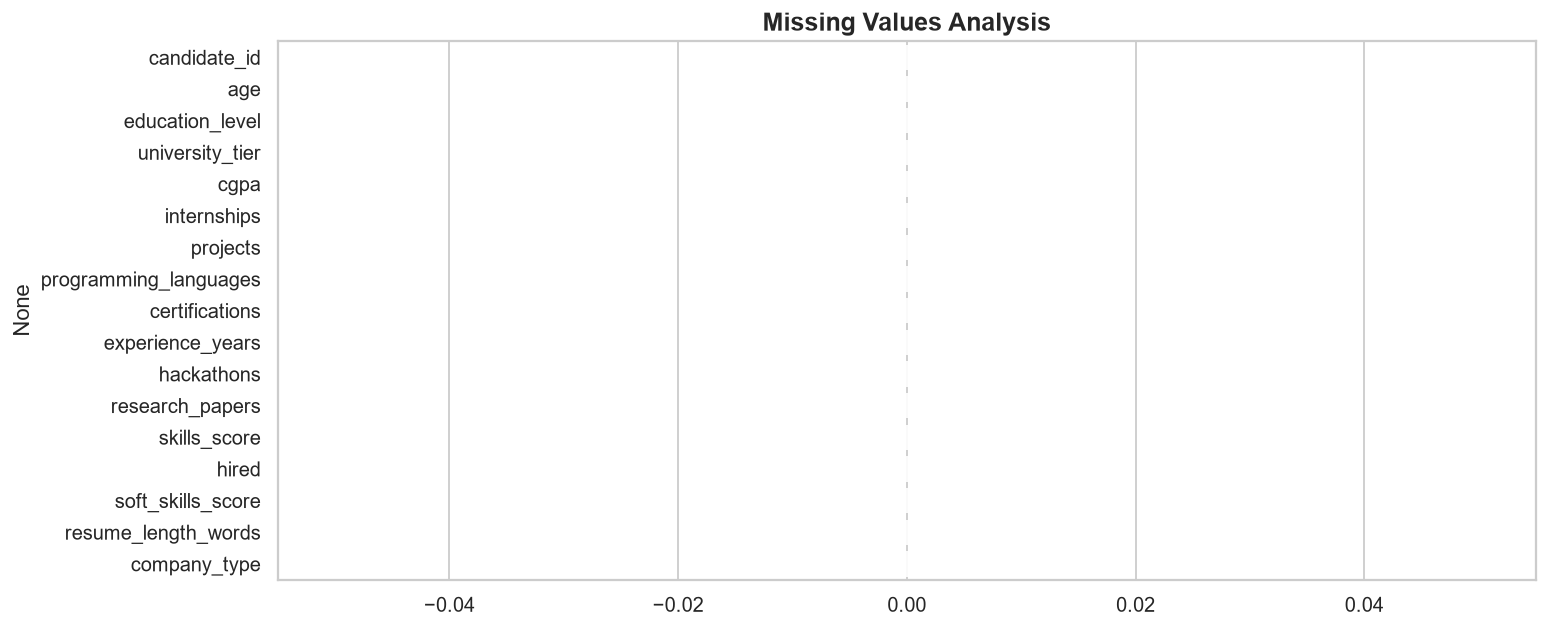 Missing Values Analysis
candidate_id
age
education_level
university_tier
cgpa
internships
projects
programming_languages
certifications
experience_years
hackathons
research_papers
skills_score
hired
soft_skills_score
resume_length_words
company_type
None
−0.04
−0.02
0.00
0.02
0.04